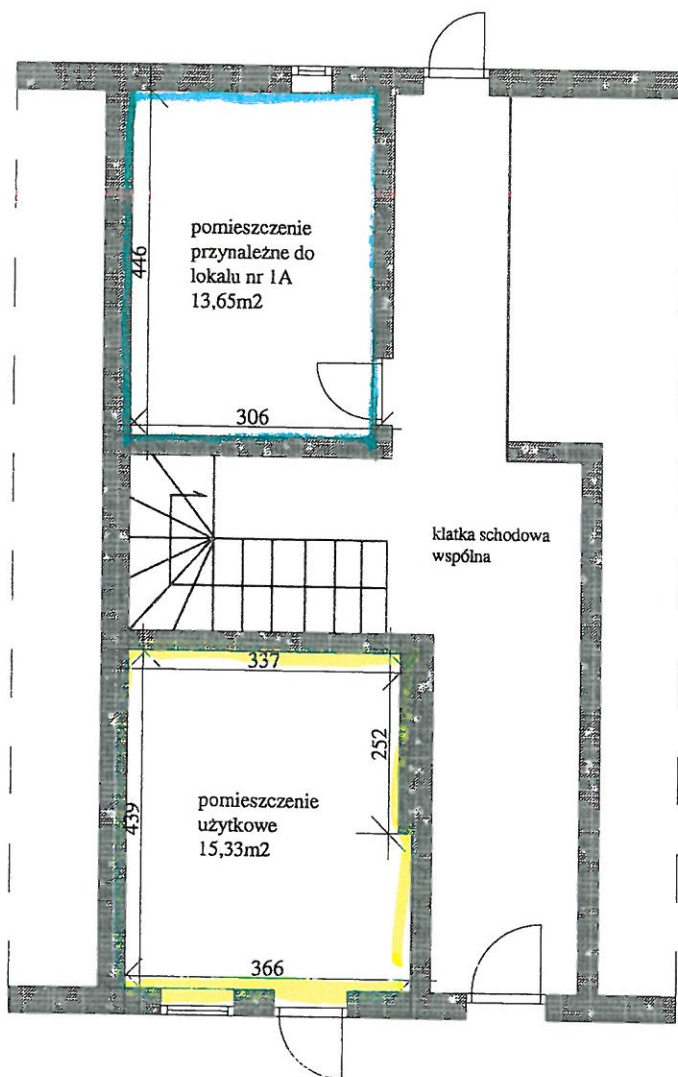 446
pomieszczenie
przynależne do
lokalu nr 1A
13,65m2
306
klatka schodowa
wspólna
337
252
439
pomieszczenie
użytkowe
15,33m2
366